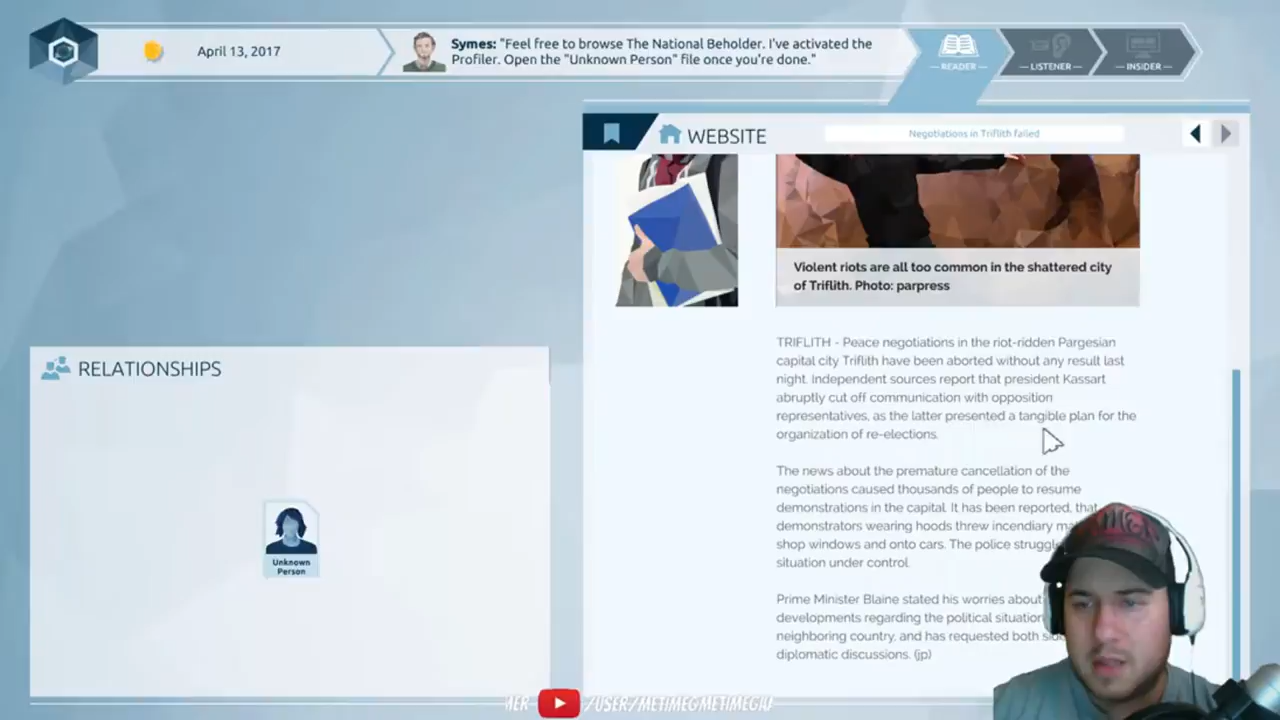 April 13, 2017
Symes: "Feel free to browse The National Beholder. I've activated the
Profiler. Open the "Unknown Person" file once you're done."
READER
LISTENER
INSIDER
WEBSITE
Negotiations in Triflith failed
Violent riots are all too common in the shattered city
of Triflith. Photo: parpress
TRIFLITH - Peace negotiations in the riot-ridden Pargesian
capital city Triflith have been aborted without any result last
night. Independent sources report that president Kassart
abruptly cut off communication with opposition
representatives, as the latter presented a tangible plan for the
organization of re-elections.
The news about the premature cancellation of the
negotiations caused thousands of people to resume
demonstrations in the capital. It has been reported, that
demonstrators wearing hoods threw incendiary
shop windows and onto cars. The police
situation under control.
Prime Minister Blaine stated his worries about
developments regarding the political situation
neighboring country, and has requested both
diplomatic discussions. (jp)
RELATIONSHIPS
Unknown
Person
/USER/METIMEG